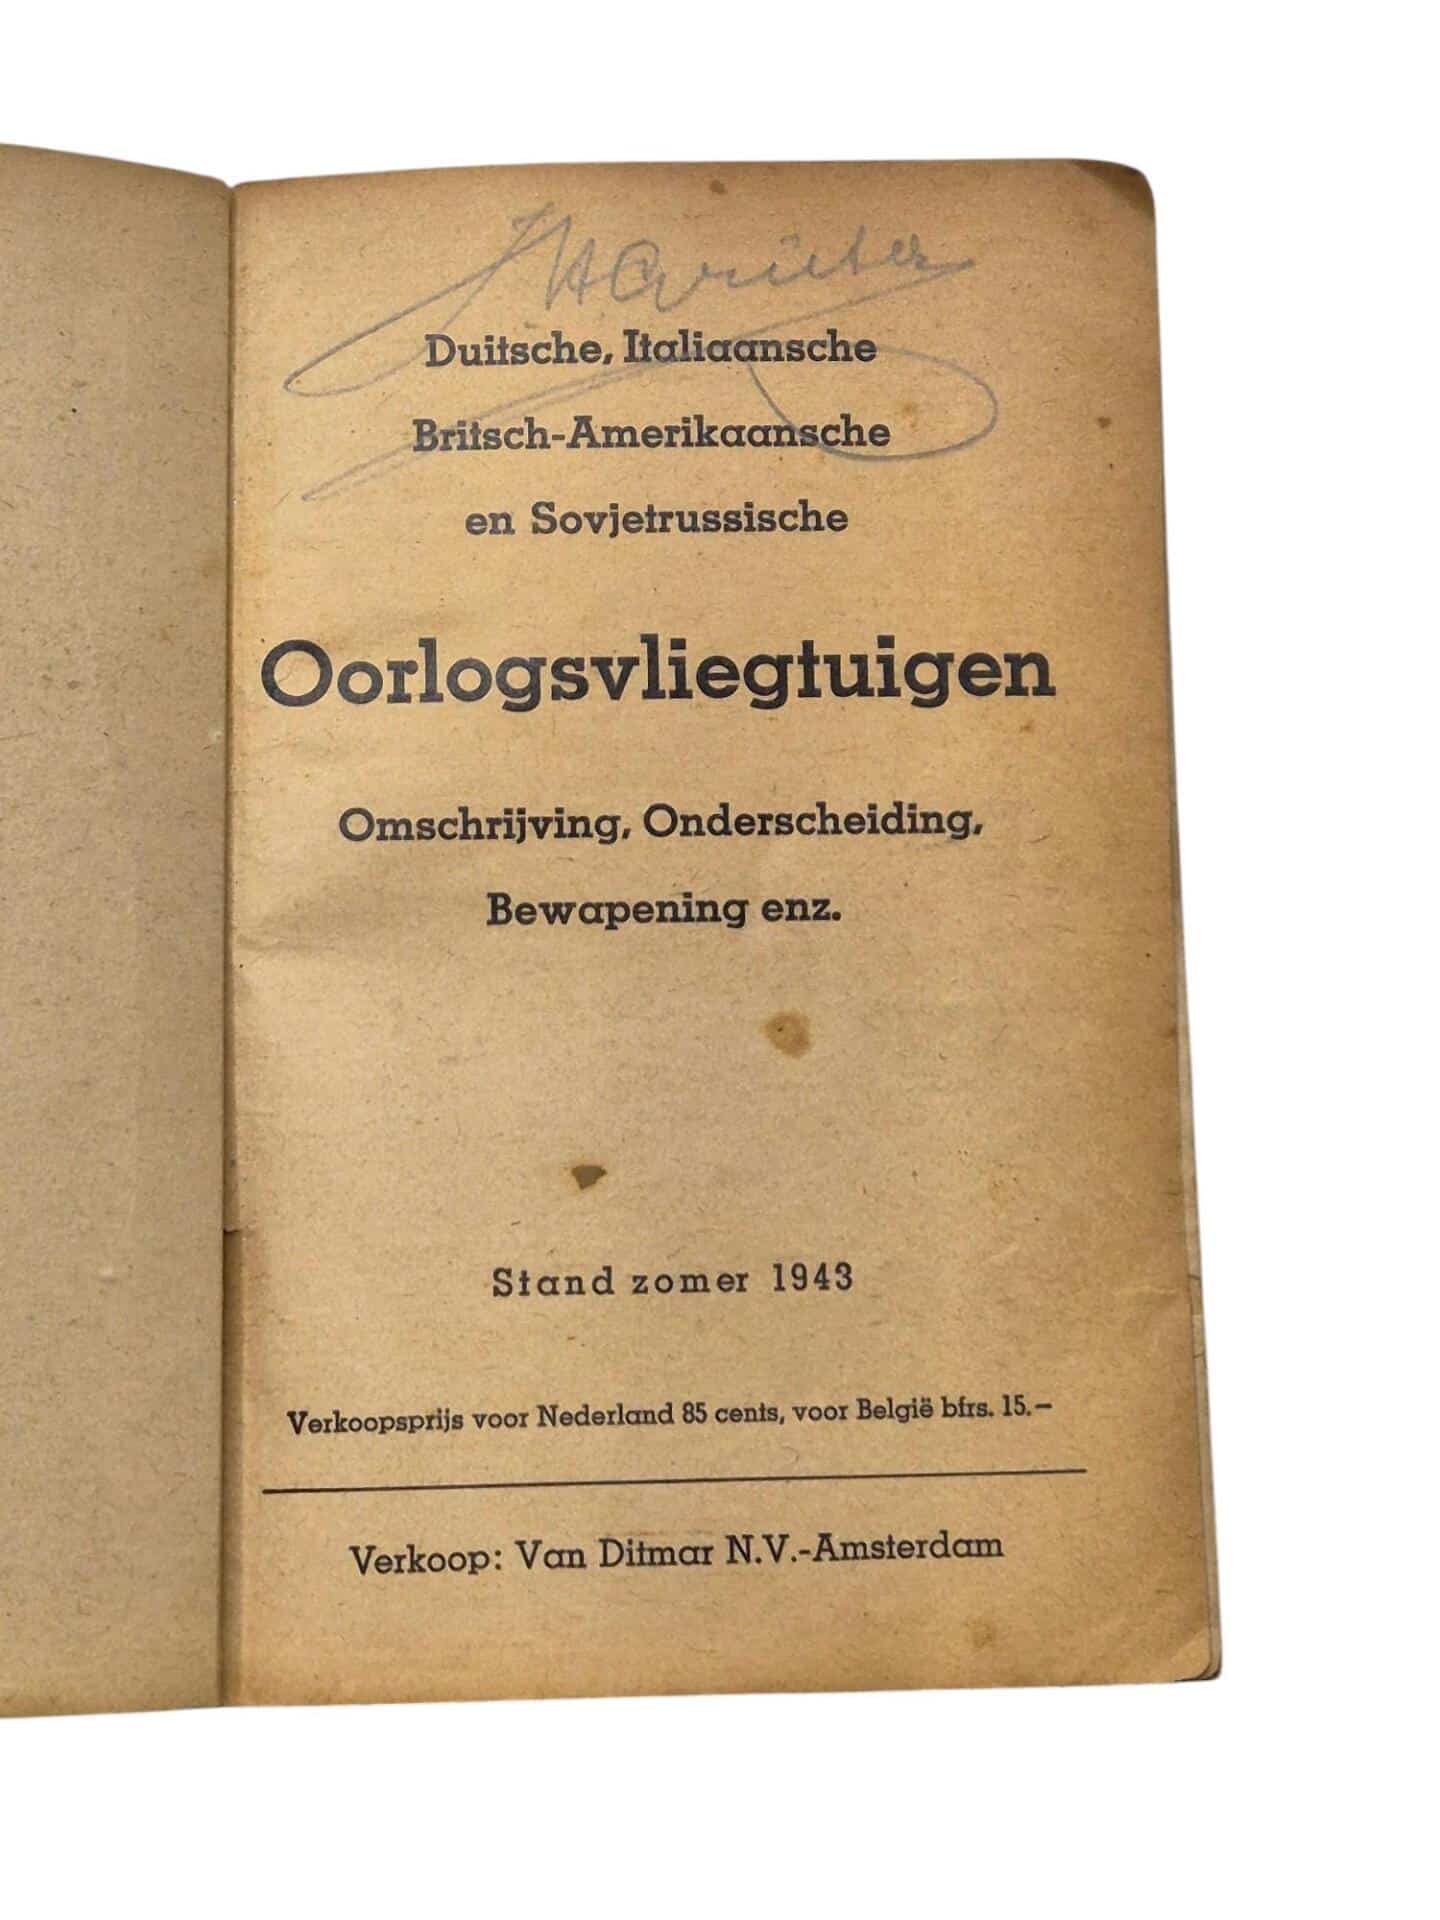 Duitsche, Italiaansche
Britsch-Amerikaansche
en Sovjetrussische
Oorlogsvliegtuigen
Omschrijving, Onderscheiding,
Bewapening enz.
Stand zomer 1943
Verkoopsprijs voor Nederland 85 cents, voor België bfrs. 15.—
Verkoop: Van Ditmar N.V.-Amsterdam